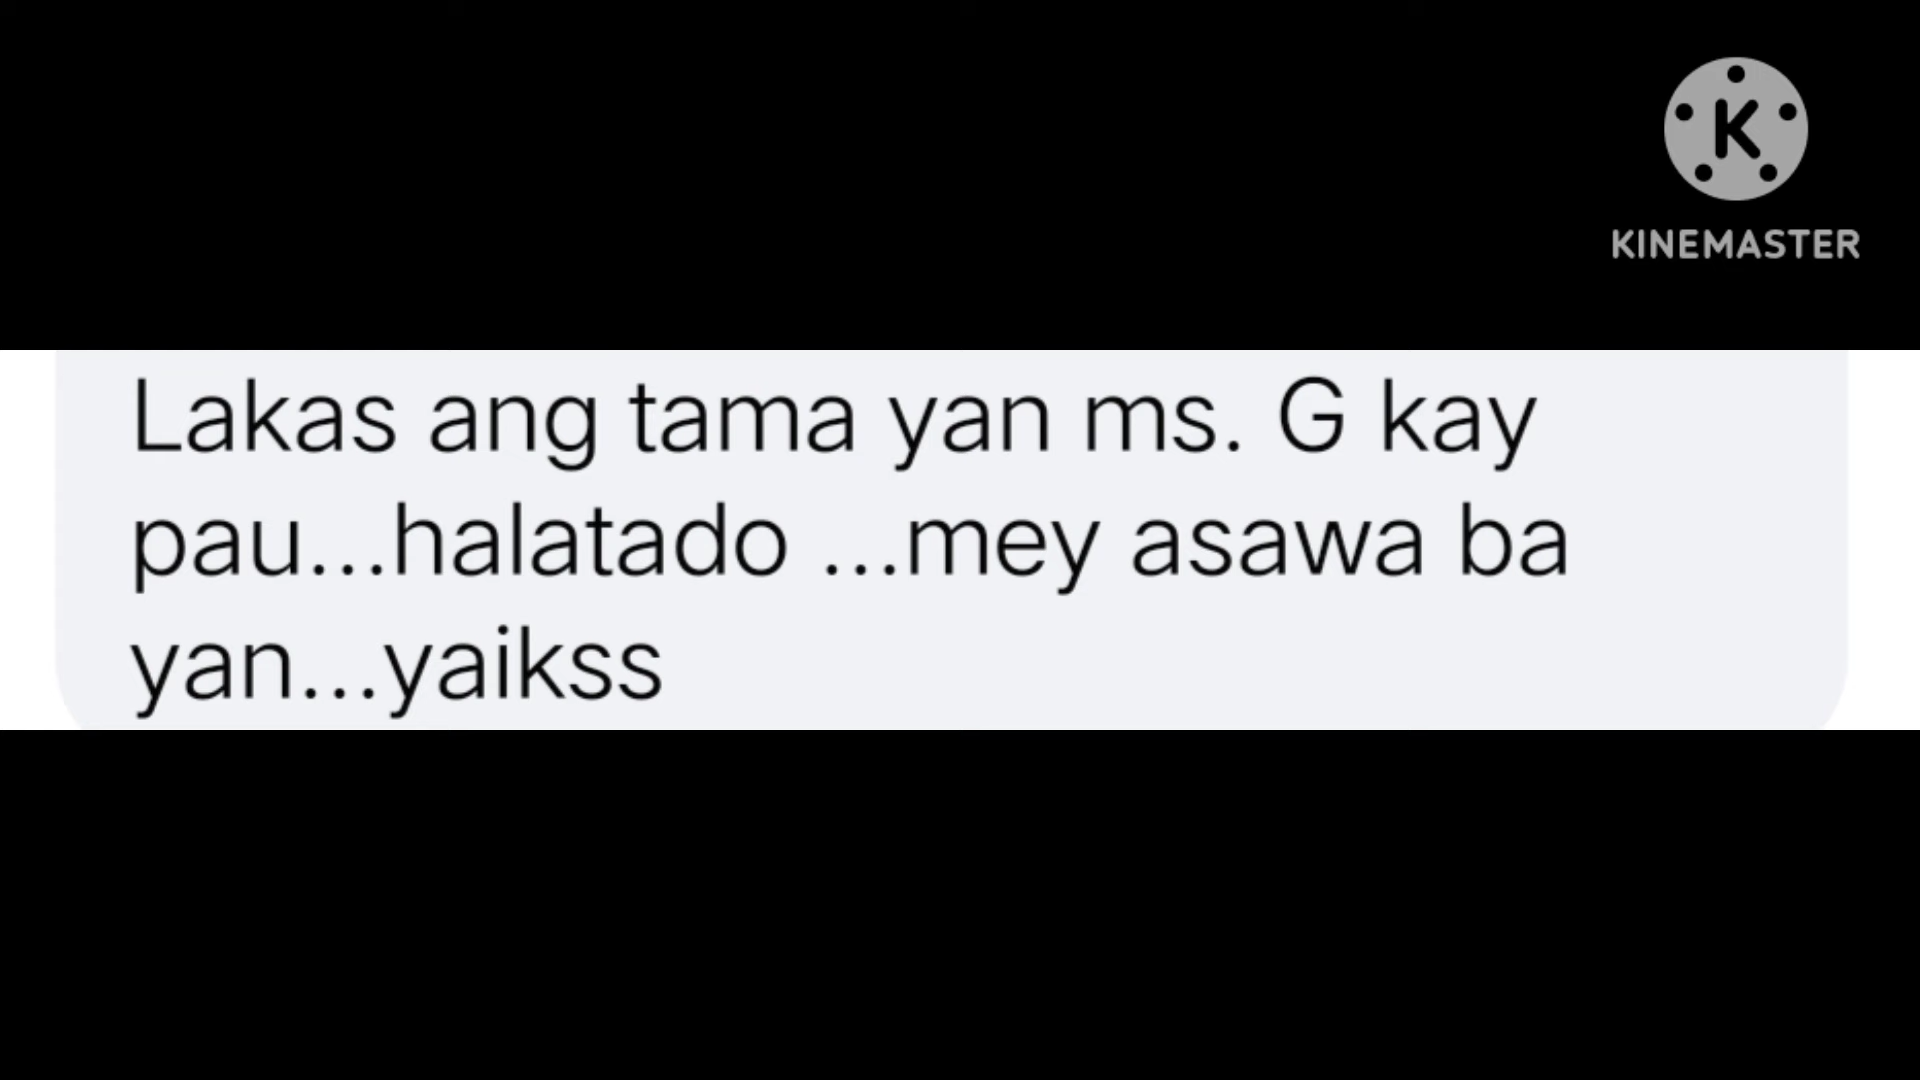 KINEMASTER
Lakas ang tama yan ms. G kay
pau...halatado ...mey asawa ba
yan...yaikss